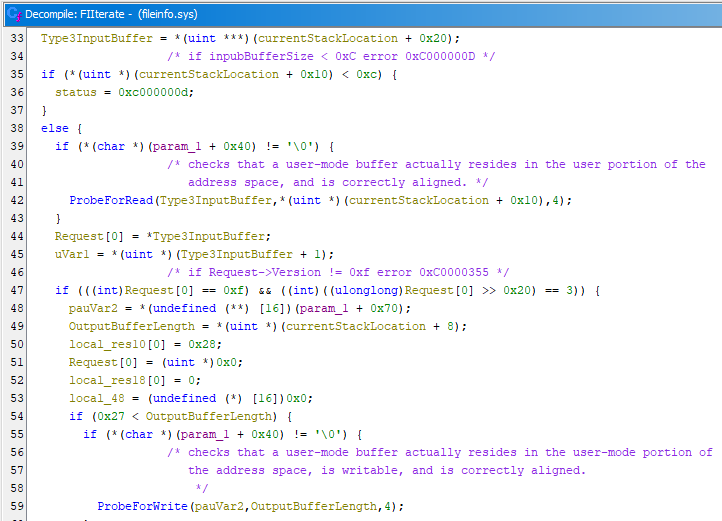 Decompile: FIIterate - (fileinfo.sys)
33 Type3InputBuffer = *(uint ***)(currentStackLocation + 0x20);
34 /* if inpubBufferSize < 0xC error 0xC000000D */
35 if (*(uint *)(currentStackLocation + 0x10) < 0xc) {
36 status = 0xc000000d;
37 }
38 else {
39 if (*(char *)(param_1 + 0x40) != '\0') {
40 /* checks that a user-mode buffer actually resides in the user portion of the
41 address space, and is correctly aligned. */
42 ProbeForRead(Type3InputBuffer,*(uint *)(currentStackLocation + 0x10),4);
43 }
44 Request[0] = *Type3InputBuffer;
45 uVar1 = *(uint *)(Type3InputBuffer + 1);
46 /* if Request->Version != 0xf error 0xC0000355 */
47 if (((int)Request[0] == 0xf) && ((int)((ulonglong)Request[0] >> 0x20) == 3)) {
48 pauVar2 = *(undefined (**) [16])(param_1 + 0x70);
49 OutputBufferLength = *(uint *)(currentStackLocation + 8);
50 local_res10[0] = 0x28;
51 Request[0] = (uint *)0x0;
52 local_res18[0] = 0;
53 local_48 = (undefined (*) [16])0x0;
54 if (0x27 < OutputBufferLength) {
55 if (*(char *)(param_1 + 0x40) != '\0') {
56 /* checks that a user-mode buffer actually resides in the user-mode portion of
57 the address space, is writable, and is correctly aligned.
58 */
59 ProbeForWrite(pauVar2,OutputBufferLength,4);